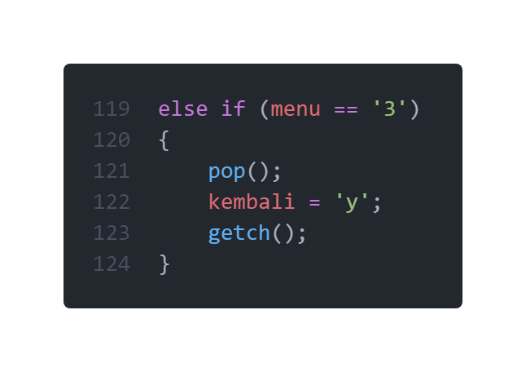 119 else if (menu == '3')
120 {
121     pop();
122     kembali = 'y';
123     getch();
124 }